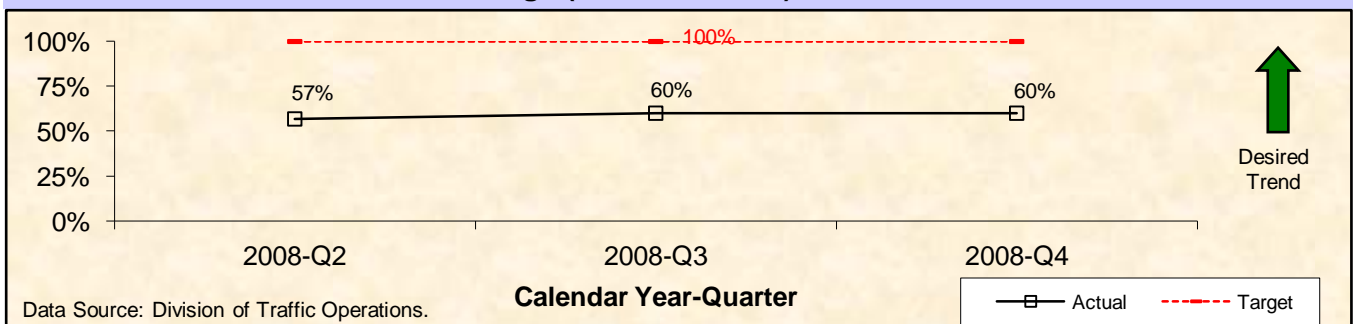 100%
75%
50%
25%
0%
100%
57%
60%
60%
2008-Q2
2008-Q3
2008-Q4
Calendar Year-Quarter
Desired
Trend
Data Source: Division of Traffic Operations.
Actual
Target